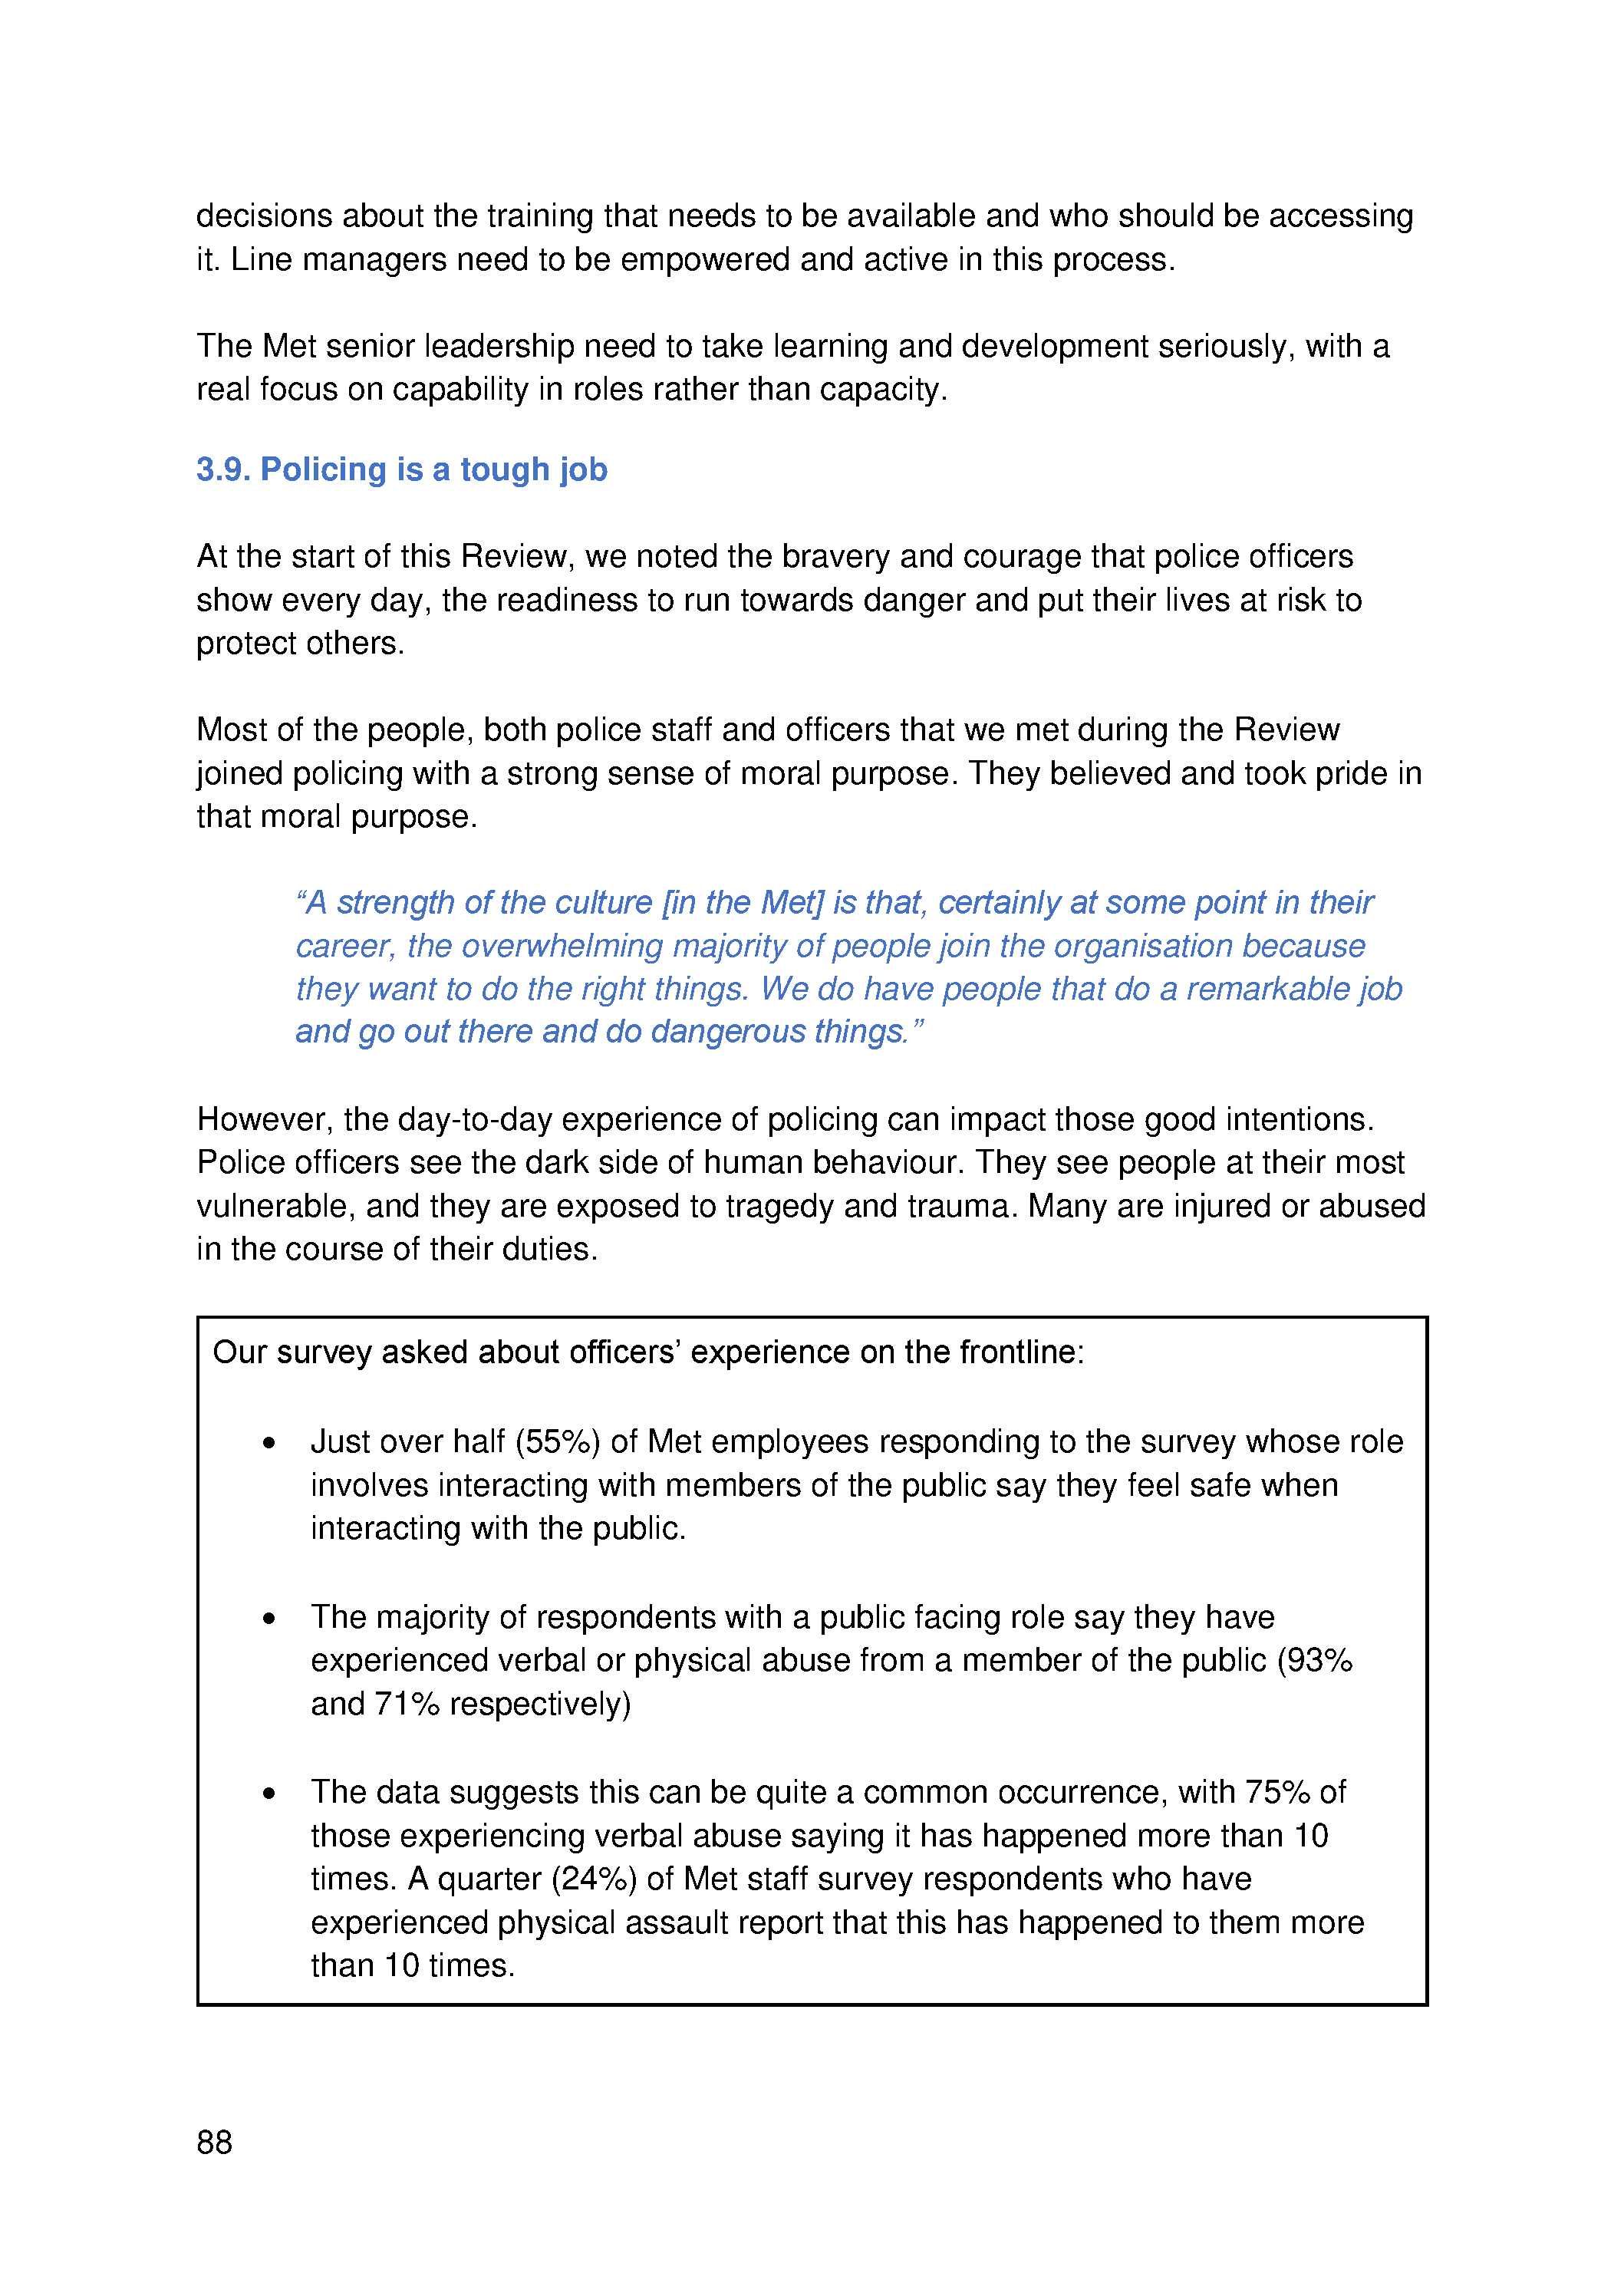 decisions about the training that needs to be available and who should be accessing
it. Line managers need to be empowered and active in this process.
The Met senior leadership need to take learning and development seriously, with a
real focus on capability in roles rather than capacity.
3.9. Policing is a tough job
At the start of this Review, we noted the bravery and courage that police officers
show every day, the readiness to run towards danger and put their lives at risk to
protect others.
Most of the people, both police staff and officers that we met during the Review
joined policing with a strong sense of moral purpose. They believed and took pride in
that moral purpose.
“A strength of the culture [in the Met] is that, certainly at some point in their
career, the overwhelming majority of people join the organisation because
they want to do the right things. We do have people that do a remarkable job
and go out there and do dangerous things.”
However, the day-to-day experience of policing can impact those good intentions.
Police officers see the dark side of human behaviour. They see people at their most
vulnerable, and they are exposed to tragedy and trauma. Many are injured or abused
in the course of their duties.
Our survey asked about officers’ experience on the frontline:
• Just over half (55%) of Met employees responding to the survey whose role
involves interacting with members of the public say they feel safe when
interacting with the public.
• The majority of respondents with a public facing role say they have
experienced verbal or physical abuse from a member of the public (93%
and 71% respectively)
• The data suggests this can be quite a common occurrence, with 75% of
those experiencing verbal abuse saying it has happened more than 10
times. A quarter (24%) of Met staff survey respondents who have
experienced physical assault report that this has happened to them more
than 10 times.
88